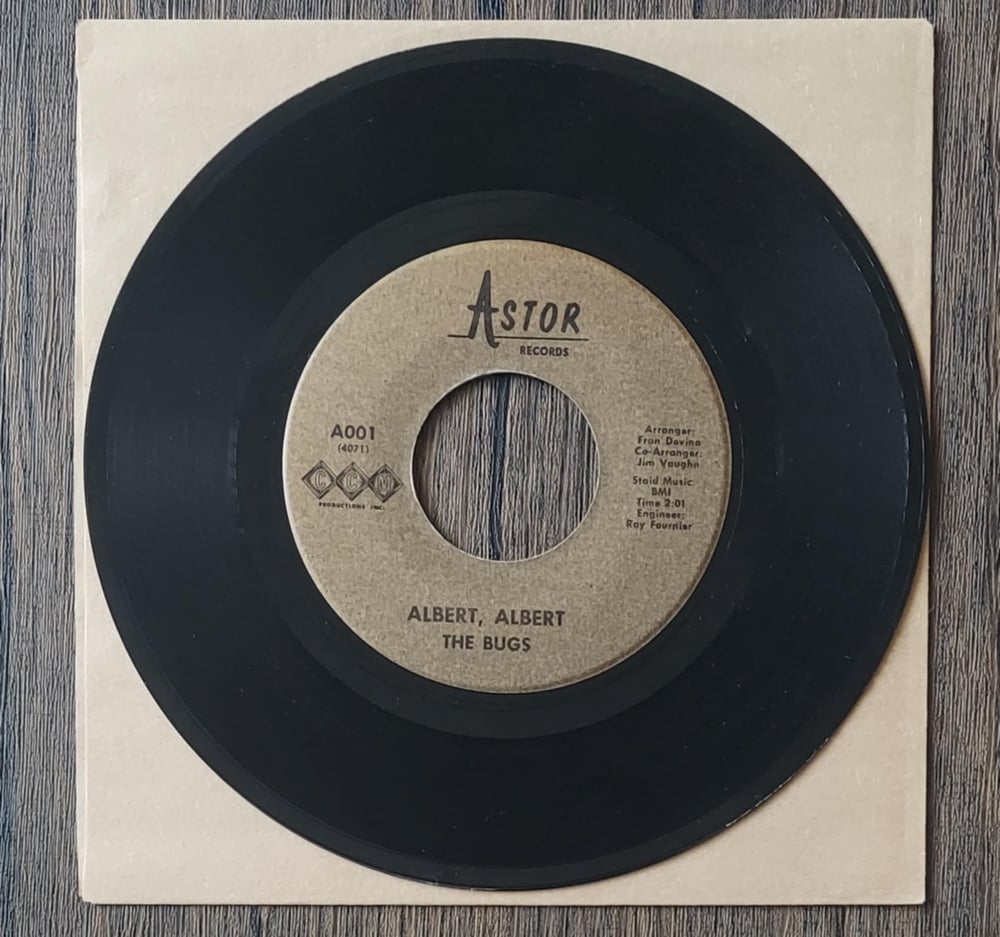 ASTOR
RECORDS
A001
(4071)
CCM
PRODUCTIONS INC.
Arranger:
Fran Devino
Co-Arranger:
Jim Vaughn
Staid Music
BMI
Time 2:01
Engineer:
Ray Fournier
ALBERT, ALBERT
THE BUGS